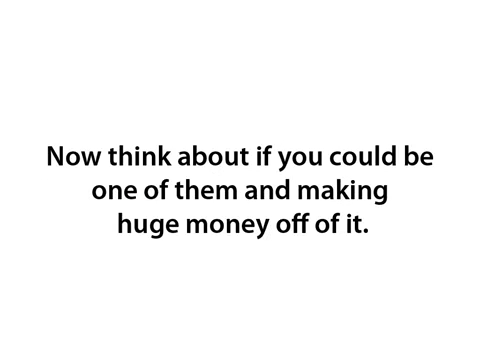 Now think about if you could be
one of them and making
huge money off of it.